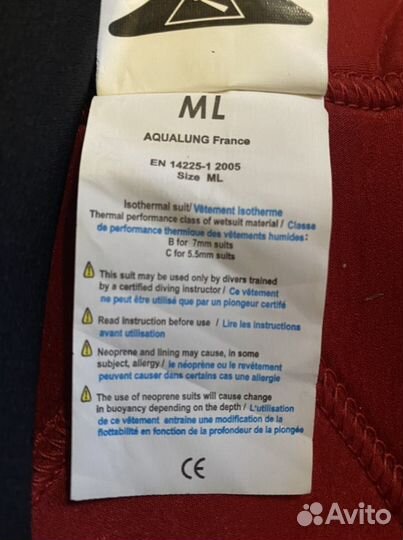 ML
AQUALUNG France
EN 14225-1 2005
Size ML
Isothermal suit/ Vêtement isotherme
Thermal performance class of wetsuit material / Classe
de performance thermique des vêtements humides:
B for 7mm suits
C for 5.5mm suits
This suit may be used only by divers trained
by a certified diving instructor / Ce vêtement
ne peut être utilisé que par un plongeur certifé
Read Instruction before use / Lire les instructions
avant utilisation
Neoprene and lining may cause, in some
subject, allergy / le néoprène ou le revêtement
peuvent causer dans certains cas une allergie
The use of neoprene suits will cause change
in buoyancy depending on the depth / L'utilisation
de ce vêtement entraine une modification de la
flottabilité en fonction de la profondeur de la plongée
CE
Avito